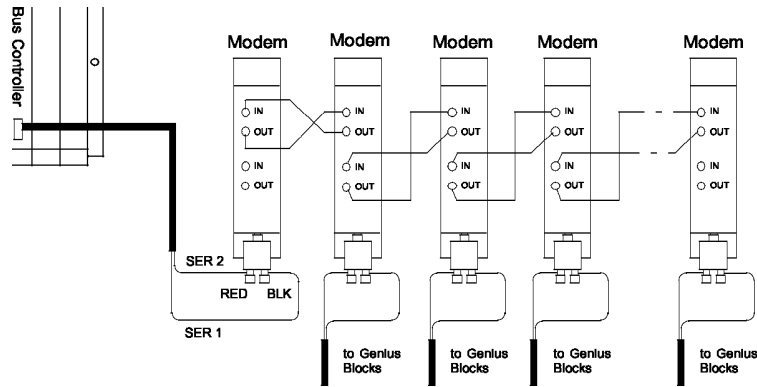 Bus Controller
Modem
Modem
Modem
Modem
Modem
IN
OUT
IN
OUT
IN
OUT
IN
OUT
IN
OUT
IN
OUT
IN
OUT
IN
OUT
IN
OUT
IN
OUT
SER 2
RED BLK
SER 1
to Genius
Blocks
to Genius
Blocks
to Genius
Blocks
to Genius
Blocks